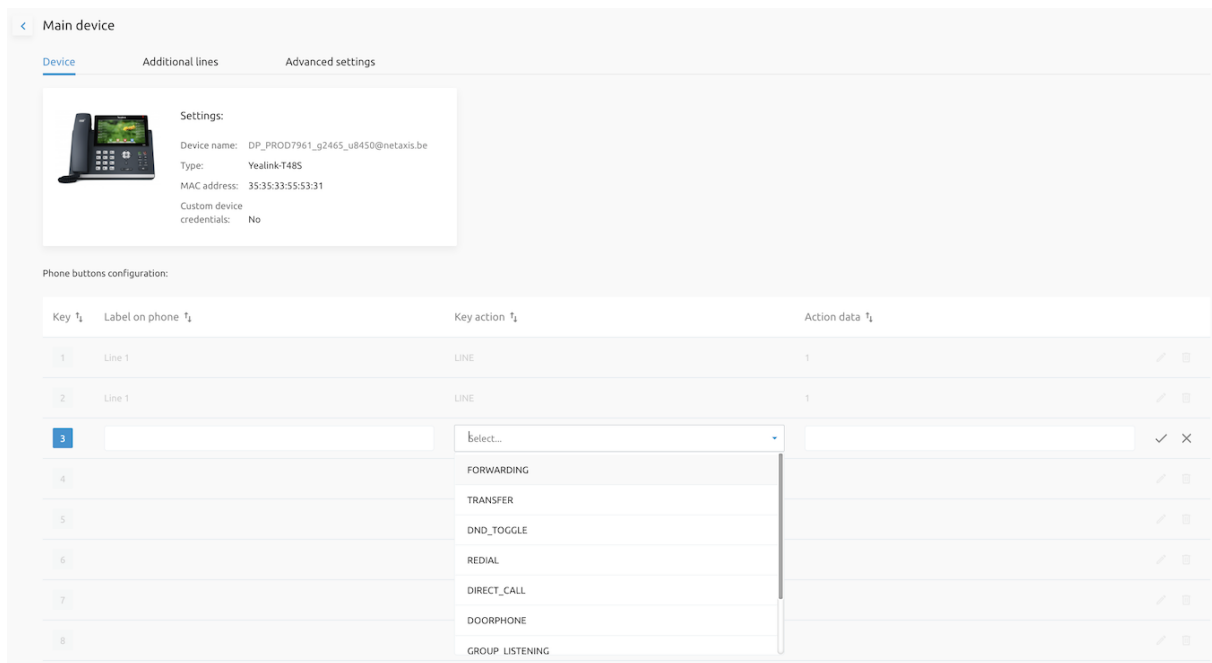 Main device
Device Additional lines Advanced settings
Settings:
Device name: DP_PROD7961_g2465_u8450@netaxis.be
Type: Yealink-T48S
MAC address: 35:35:33:55:53:31
Custom device
credentials: No
Phone buttons configuration:
Key Label on phone Key action Action data
1 Line 1 LINE 1
2 Line 1 LINE 1
3 Select...
FORWARDING
4
TRANSFER
5
DND_TOGGLE
6
REDIAL
DIRECT_CALL
7
DOORPHONE
8
GROUP_LISTENING